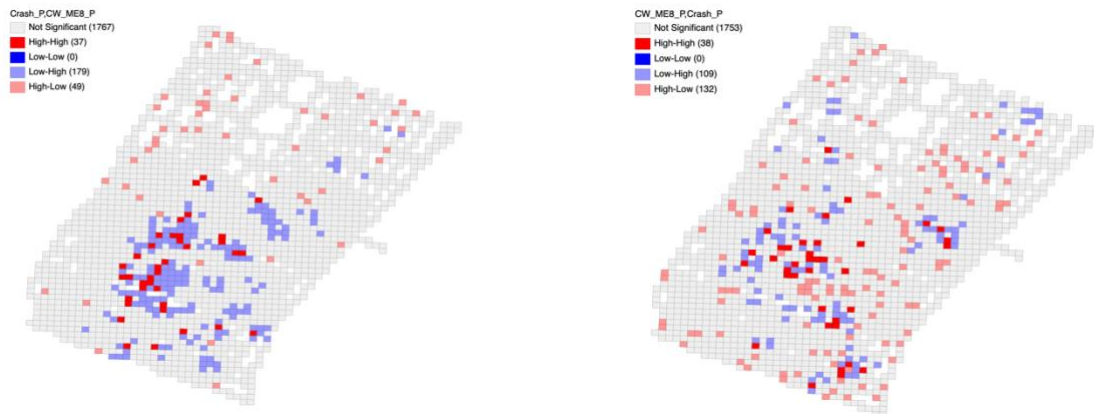 Crash_P,CW_ME8_P
Not Significant (1767)
High-High (37)
Low-Low (0)
Low-High (179)
High-Low (49)
CW_ME8_P,Crash_P
Not Significant (1753)
High-High (38)
Low-Low (0)
Low-High (109)
High-Low (132)